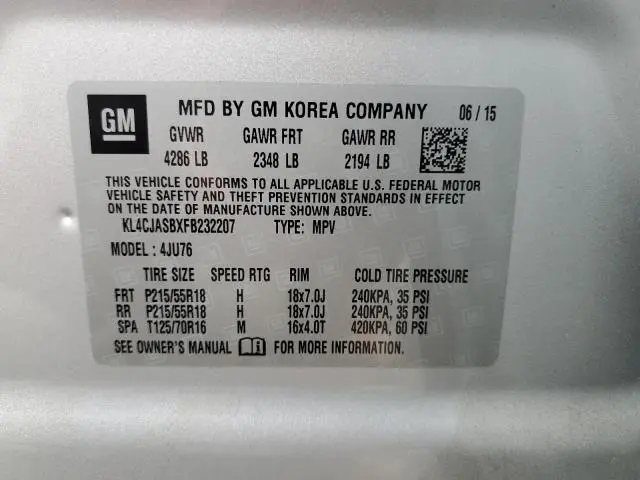 GM MFD BY GM KOREA COMPANY 06 / 15
GVWR GAWR FRT GAWR RR
4286 LB 2348 LB 2194 LB
THIS VEHICLE CONFORMS TO ALL APPLICABLE U.S. FEDERAL MOTOR
VEHICLE SAFETY AND THEFT PREVENTION STANDARDS IN EFFECT
ON THE DATE OF MANUFACTURE SHOWN ABOVE.
KL4CJASBXFB232207 TYPE: MPV
MODEL : 4JU76
TIRE SIZE SPEED RTG RIM COLD TIRE PRESSURE
FRT P215/55R18 H 18x7.0J 240KPA, 35 PSI
RR P215/55R18 H 18x7.0J 240KPA, 35 PSI
SPA T125/70R16 M 16x4.0T 420KPA, 60 PSI
SEE OWNER'S MANUAL FOR MORE INFORMATION.